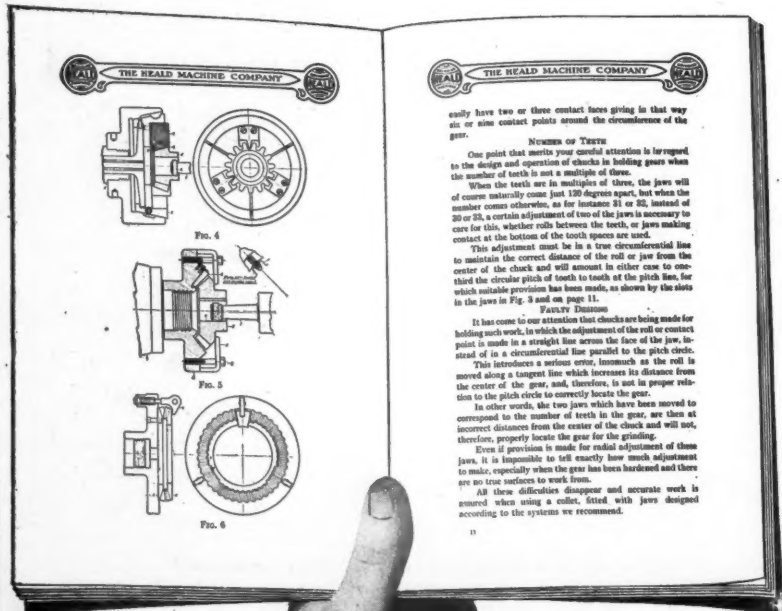 HEALD THE HEALD MACHINE COMPANY HEALD
FIG. 4
FIG. 5
FIG. 6
HEALD THE HEALD MACHINE COMPANY HEALD
easily have two or three contact faces giving in that way
six or nine contact points around the circumference of the
gear.
NUMBER OF TEETH
One point that merits your careful attention is in regard
to the design and operation of chucks in holding gears when
the number of teeth is not a multiple of three.
When the teeth are in multiples of three, the jaws will
of course naturally come just 120 degrees apart, but when the
number comes otherwise, as for instance 31 or 32, instead of
30 or 33, a certain adjustment of two of the jaws is necessary to
care for this, whether rolls between the teeth, or jaws making
contact at the bottom of the tooth spaces are used.
This adjustment must be in a true circumferential line
to maintain the correct distance of the roll or jaw from the
center of the chuck and will amount in either case to one-
third the circular pitch of tooth to tooth at the pitch line, for
which suitable provision has been made, as shown by the slots
in the jaws in Fig. 3 and on page 11.
FAULTY DESIGNS
It has come to our attention that chucks are being made for
holding such work, in which the adjustment of the roll or contact
point is made in a straight line across the face of the jaw, in-
stead of in a circumferential line parallel to the pitch circle.
This introduces a serious error, insomuch as the roll is
moved along a tangent line which increases its distance from
the center of the gear, and, therefore, is not in proper rela-
tion to the pitch circle to correctly locate the gear.
In other words, the two jaws which have been moved to
correspond to the number of teeth in the gear, are then at
incorrect distances from the center of the chuck and will not,
therefore, properly locate the gear for the grinding.
Even if provision is made for radial adjustment of these
jaws, it is impossible to tell exactly how much adjustment
to make, especially when the gear has been hardened and there
are no true surfaces to work from.
All these difficulties disappear and accurate work is
assured when using a collet, fitted with jaws designed
according to the systems we recommend.